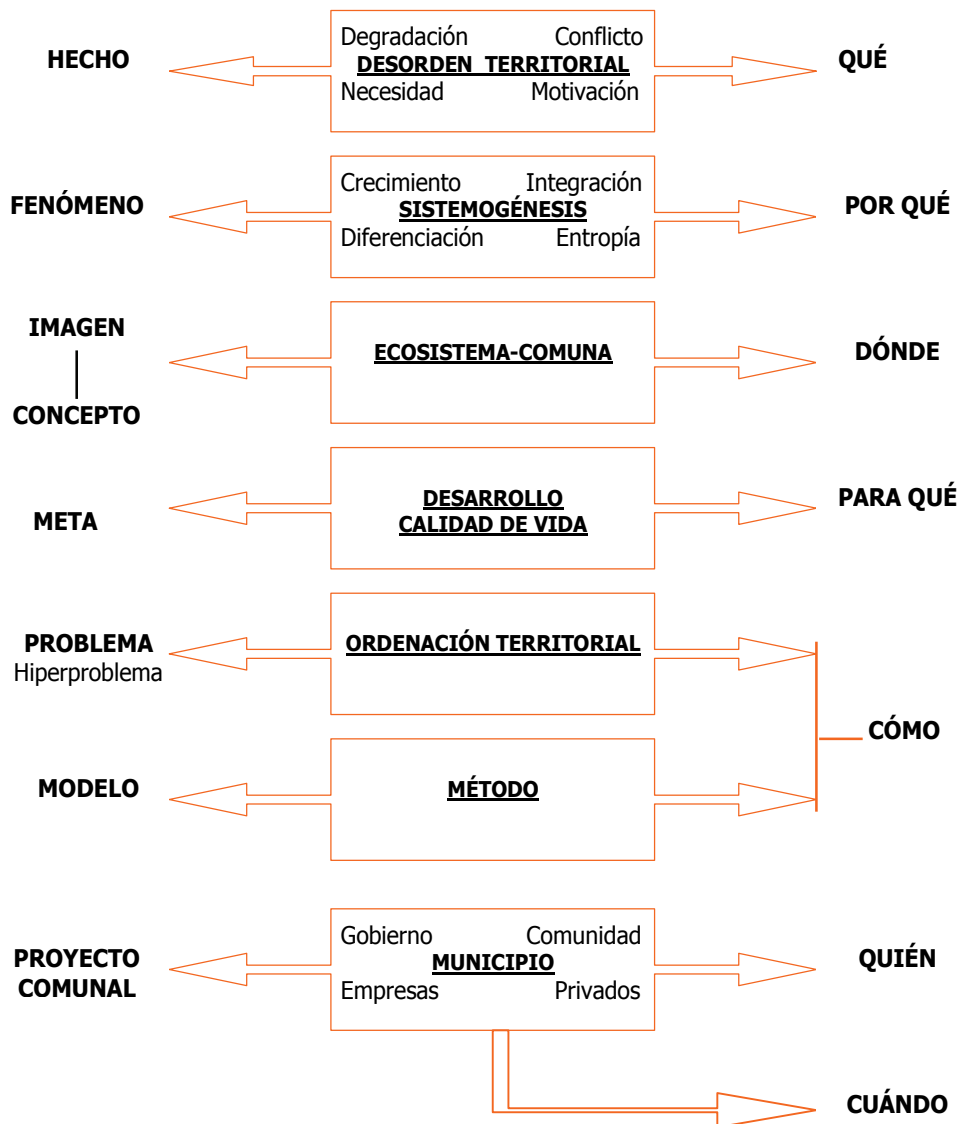 Degradación Conflicto
HECHO DESORDEN TERRITORIAL QUÉ
Necesidad Motivación
Crecimiento Integración
FENÓMENO SISTEMOGÉNESIS POR QUÉ
Diferenciación Entropía
IMAGEN
ECOSISTEMA-COMUNA DÓNDE
CONCEPTO
DESARROLLO PARA QUÉ
META CALIDAD DE VIDA
PROBLEMA ORDENACIÓN TERRITORIAL
Hiperproblema
CÓMO
MODELO MÉTODO
Gobierno Comunidad
PROYECTO MUNICIPIO QUIÉN
COMUNAL Empresas Privados
CUÁNDO